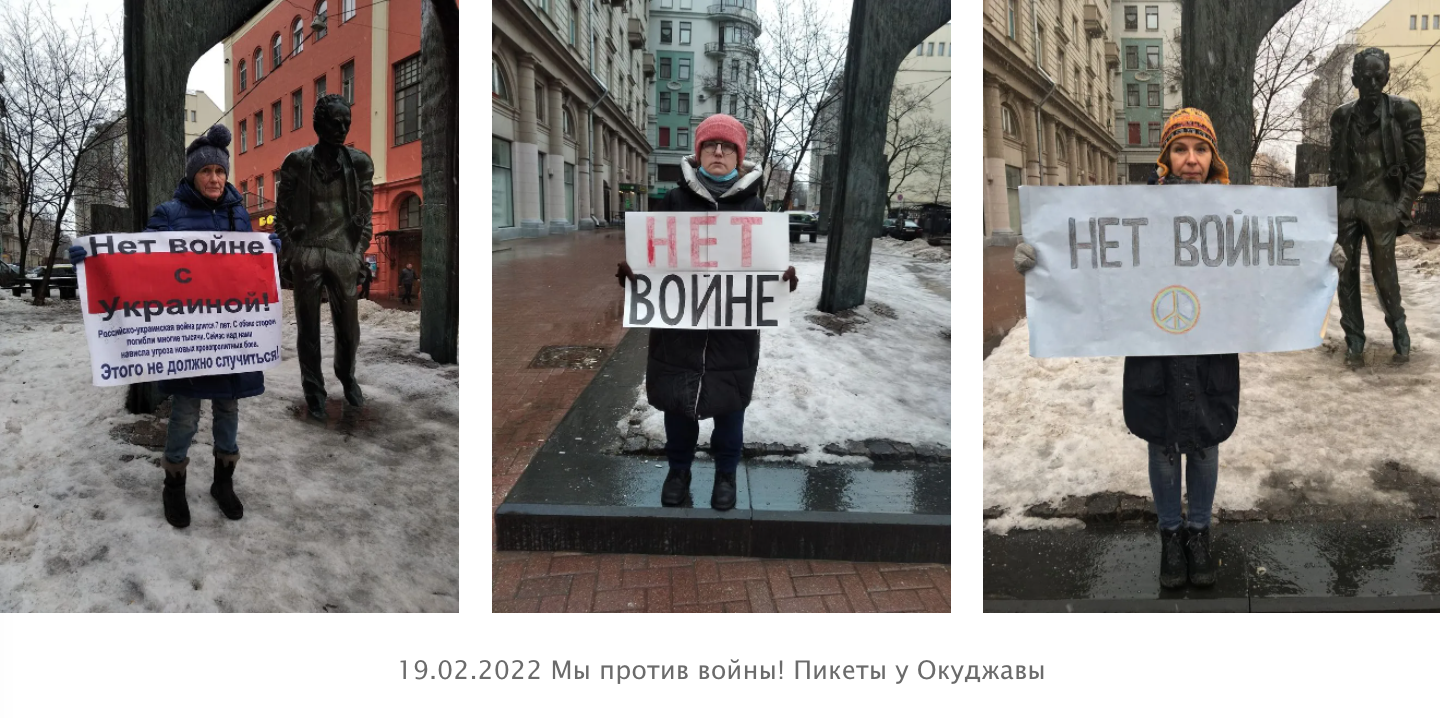 Нет войне
с
Украиной!
Российско-украинская война длится 7 лет. С обеих сторон
погибли многие тысячи. Сейчас над нами
нависла угроза новых кровопролитных боев.
Этого не должно случиться!
НЕТ
ВОЙНЕ
НЕТ ВОЙНЕ
19.02.2022 Мы против войны! Пикеты у Окуджавы